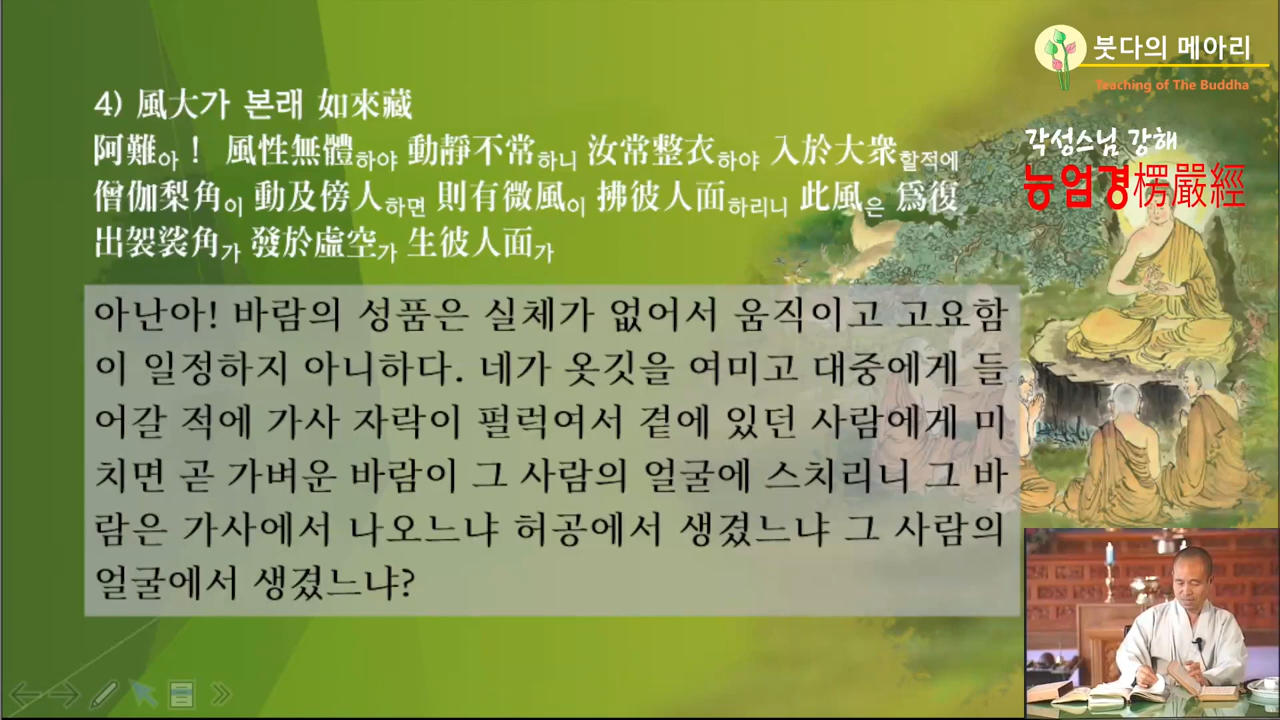 붓다의 메아리
Teaching of The Buddha
각성스님 강해
능엄경楞嚴經
4) 風大가 본래 如來藏
阿難아 ! 風性無體하야 動靜不常하니 汝常整衣하야 入於大衆할적에
僧伽梨角이 動及傍人하면 則有微風이 拂彼人面하리니 此風은 爲復
出袈裟角가 發於虛空가 生彼人面가
아난아! 바람의 성품은 실체가 없어서 움직이고 고요함
이 일정하지 아니하다. 네가 옷깃을 여미고 대중에게 들
어갈 적에 가사 자락이 펄럭여서 곁에 있던 사람에게 미
치면 곧 가벼운 바람이 그 사람의 얼굴에 스치리니 그 바
람은 가사에서 나오느냐 허공에서 생겼느냐 그 사람의
얼굴에서 생겼느냐?